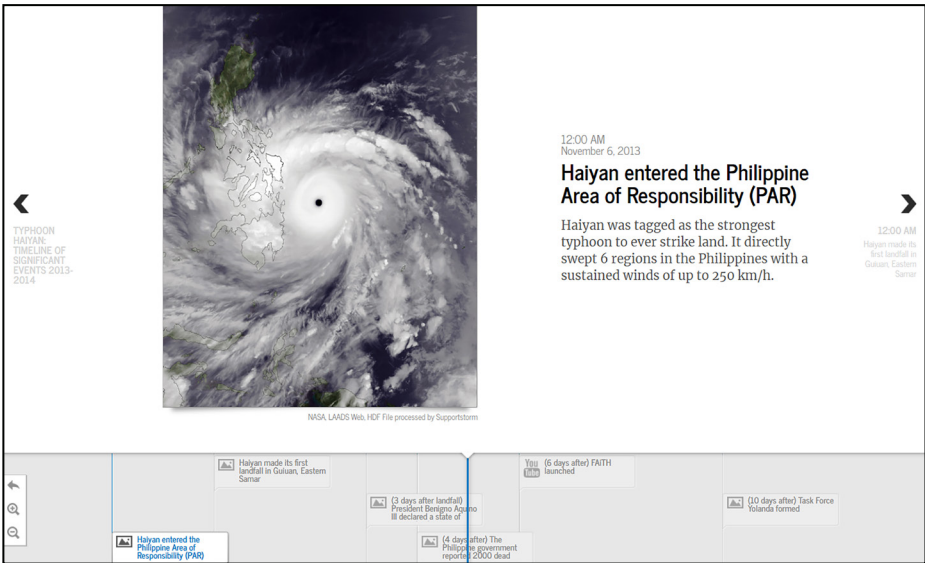 12:00 AM
November 6, 2013
Haiyan entered the Philippine
Area of Responsibility (PAR)
Haiyan was tagged as the strongest
typhoon to ever strike land. It directly
swept 6 regions in the Philippines with a
sustained winds of up to 250 km/h.
TYPHOON
HAIYAN:
TIMELINE OF
SIGNIFICANT
EVENTS 2013-
2014
12:00 AM
Haiyan made its
first landfall in
Guiuan, Eastern
Samar
NASA, LAADS Web, HDF File processed by Supportstorm
Haiyan made its first
landfall in Guiuan, Eastern
Samar
You
Tube
(6 days after) FAITH
launched
(3 days after landfall)
President Benigno Aquino
III declared a state of
(10 days after) Task Force
Yolanda formed
Haiyan entered the
Philippine Area of
Responsibility (PAR)
(4 days after) The
Philippine government
reported 2000 dead